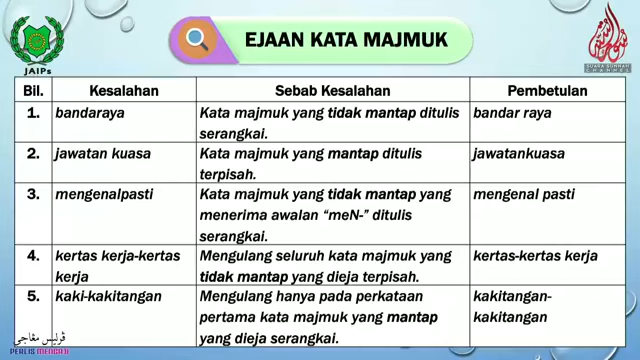 JAIPs
EJAAN KATA MAJMUK
SUARA SUNNAH
CHANNEL
Bil. Kesalahan Sebab Kesalahan Pembetulan
1. bandaraya Kata majmuk yang tidak mantap ditulis bandar raya
serangkai.
2. jawatan kuasa Kata majmuk yang mantap ditulis jawatankuasa
terpisah.
3. mengenalpasti Kata majmuk yang tidak mantap yang mengenal pasti
menerima awalan “meN-” ditulis
serangkai.
4. kertas kerja-kertas Mengulang seluruh kata majmuk yang kertas-kertas kerja
kerja tidak mantap yang dieja terpisah.
5. kaki-kakitangan Mengulang hanya pada perkataan kakitangan-
pertama kata majmuk yang mantap kakitangan
yang dieja serangkai.
ڤرليس مڠاجي
PERLIS MENGAJI